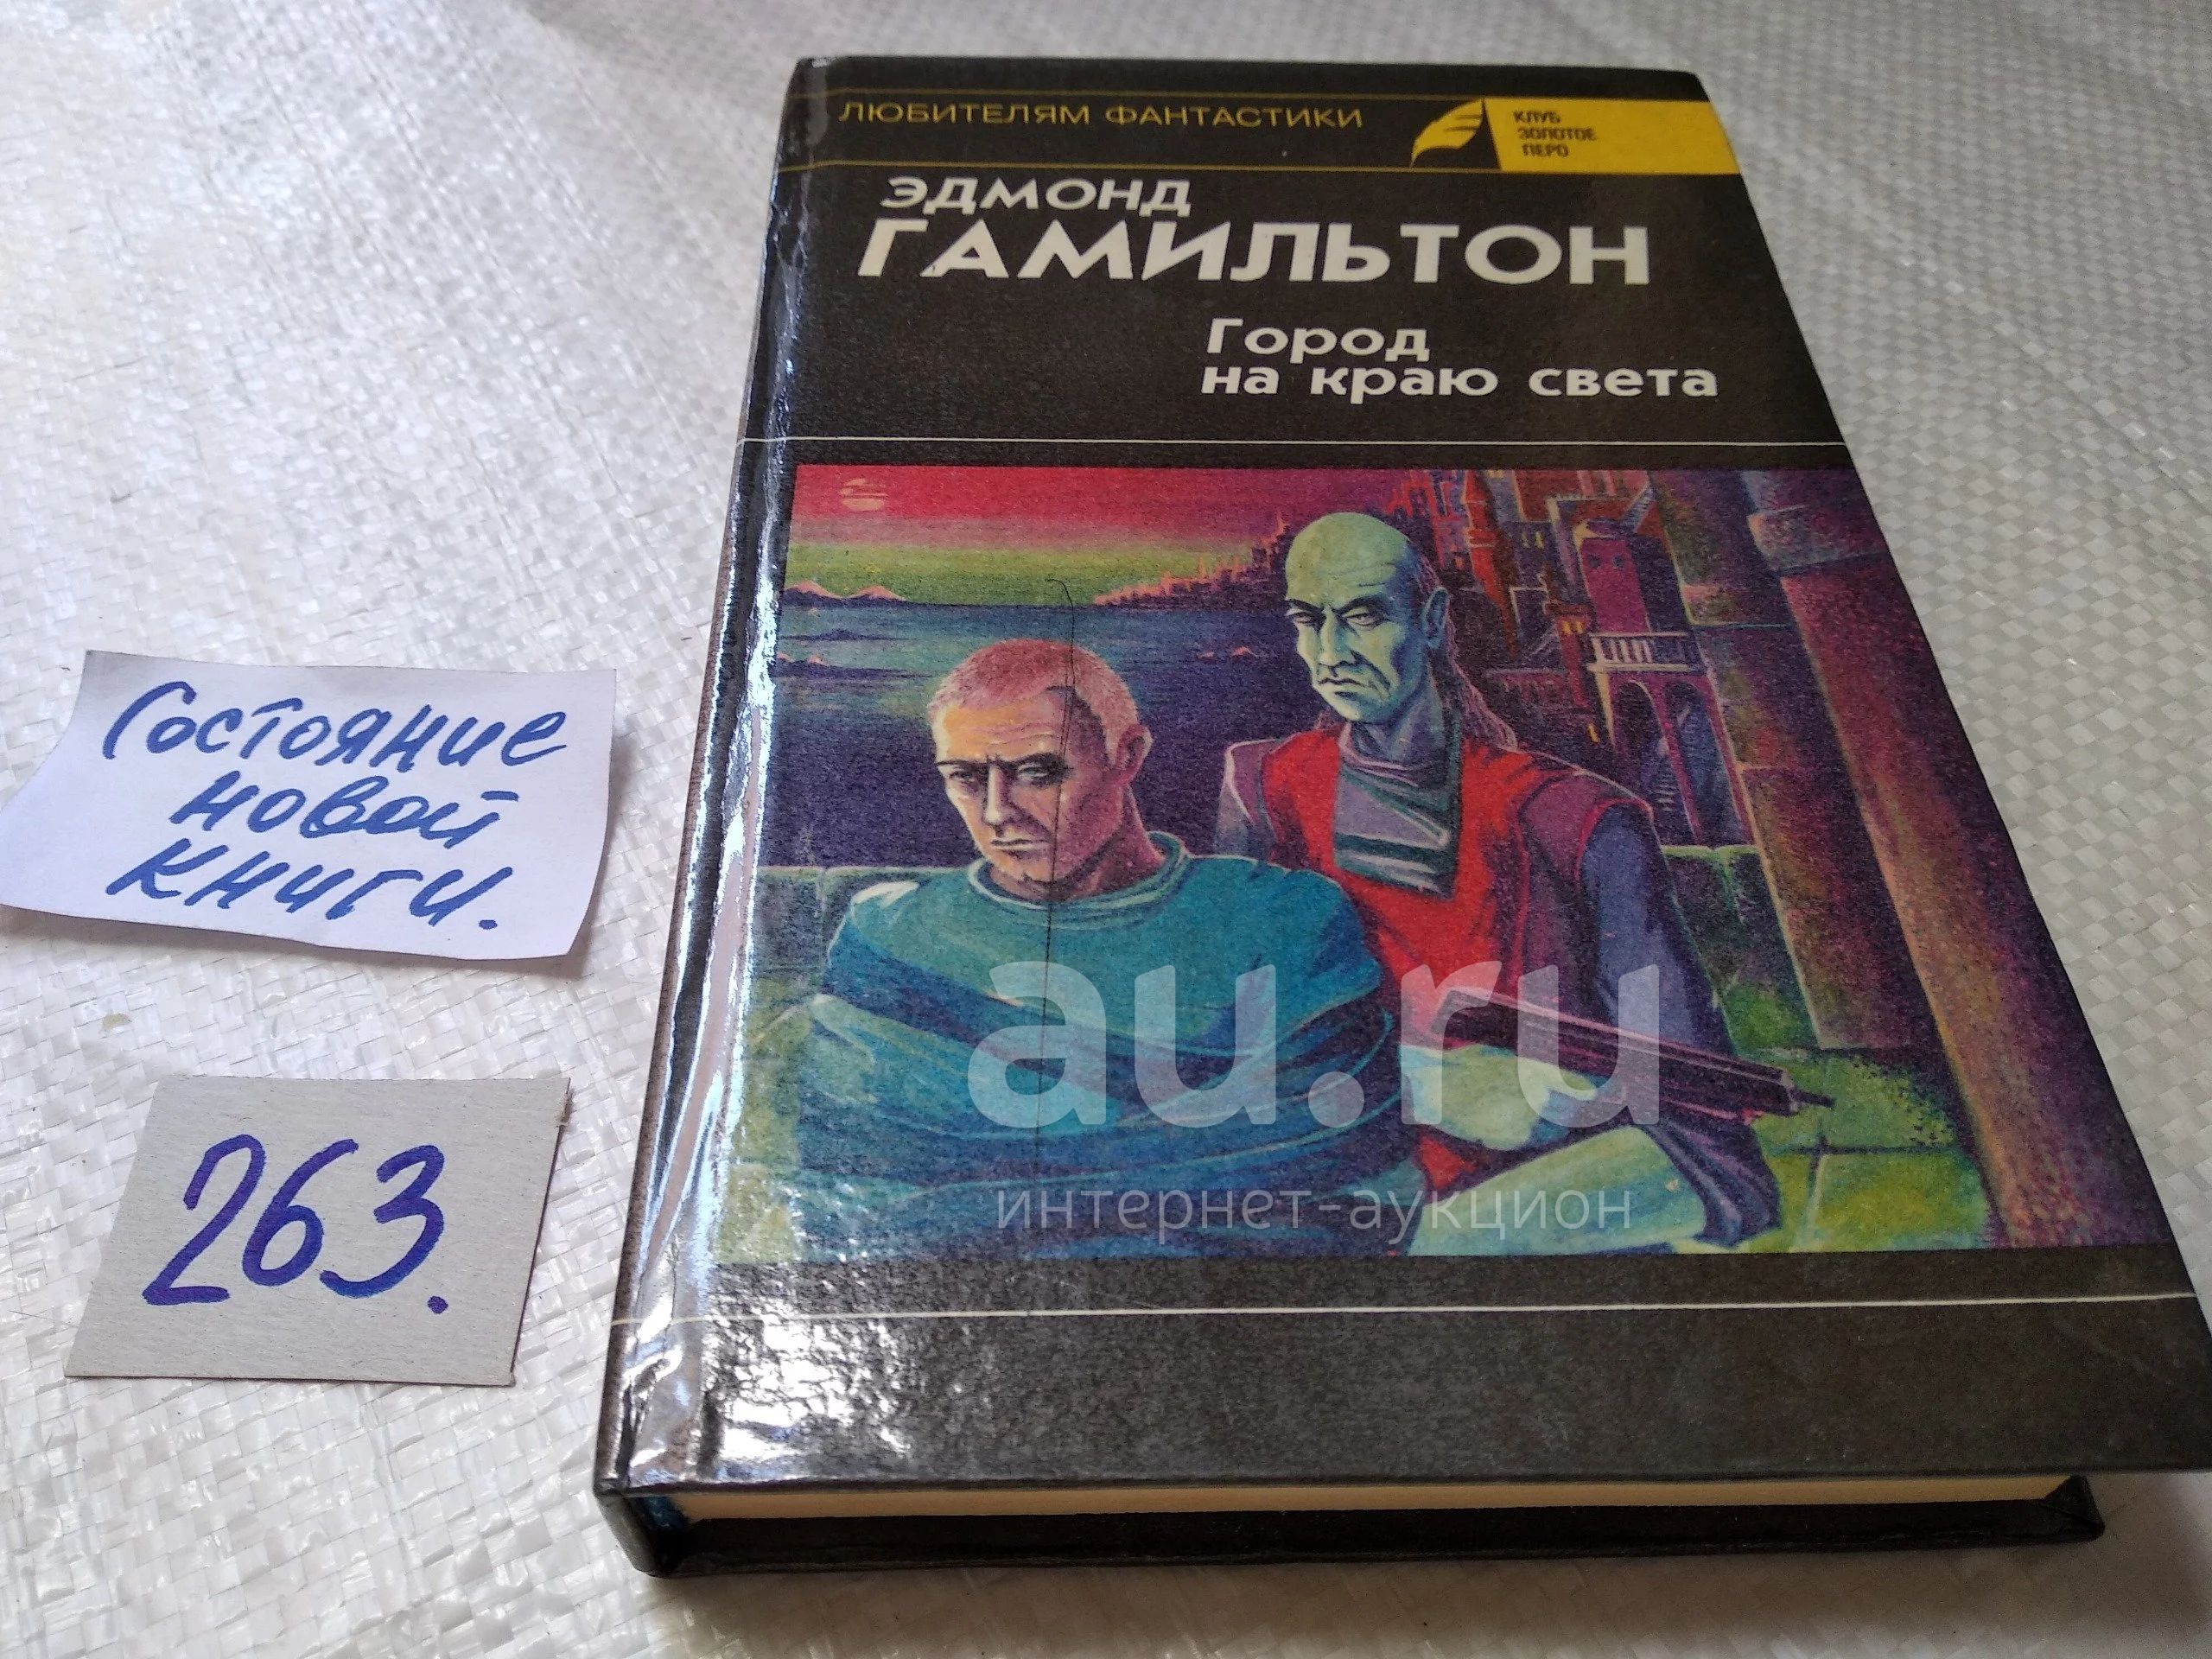 ЛЮБИТЕЛЯМ ФАНТАСТИКИ
КЛУБ
ЗОЛОТОЕ
ПЕРО
ЭДМОНД
ГАМИЛЬТОН
Город
на краю света
Состояние
новой
книги.
263.
au.ru
интернет-аукцион